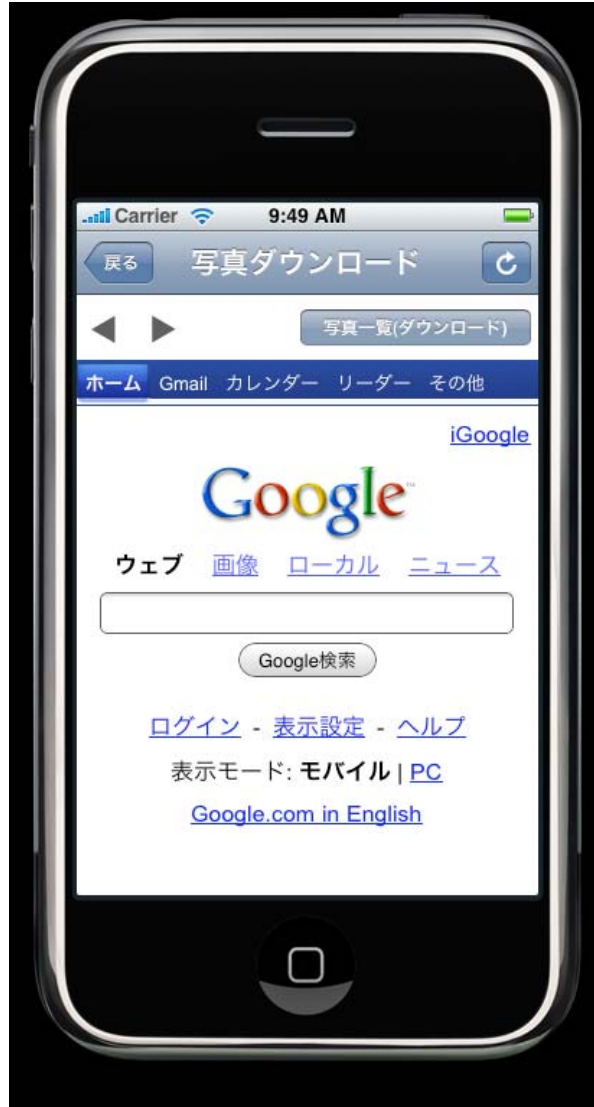 Carrier 9:49 AM
戻る 写真ダウンロード
写真一覧(ダウンロード)
ホーム Gmail カレンダー リーダー その他
iGoogle
Google™
ウェブ 画像 ローカル ニュース
Google検索
ログイン - 表示設定 - ヘルプ
表示モード: モバイル | PC
Google.com in English